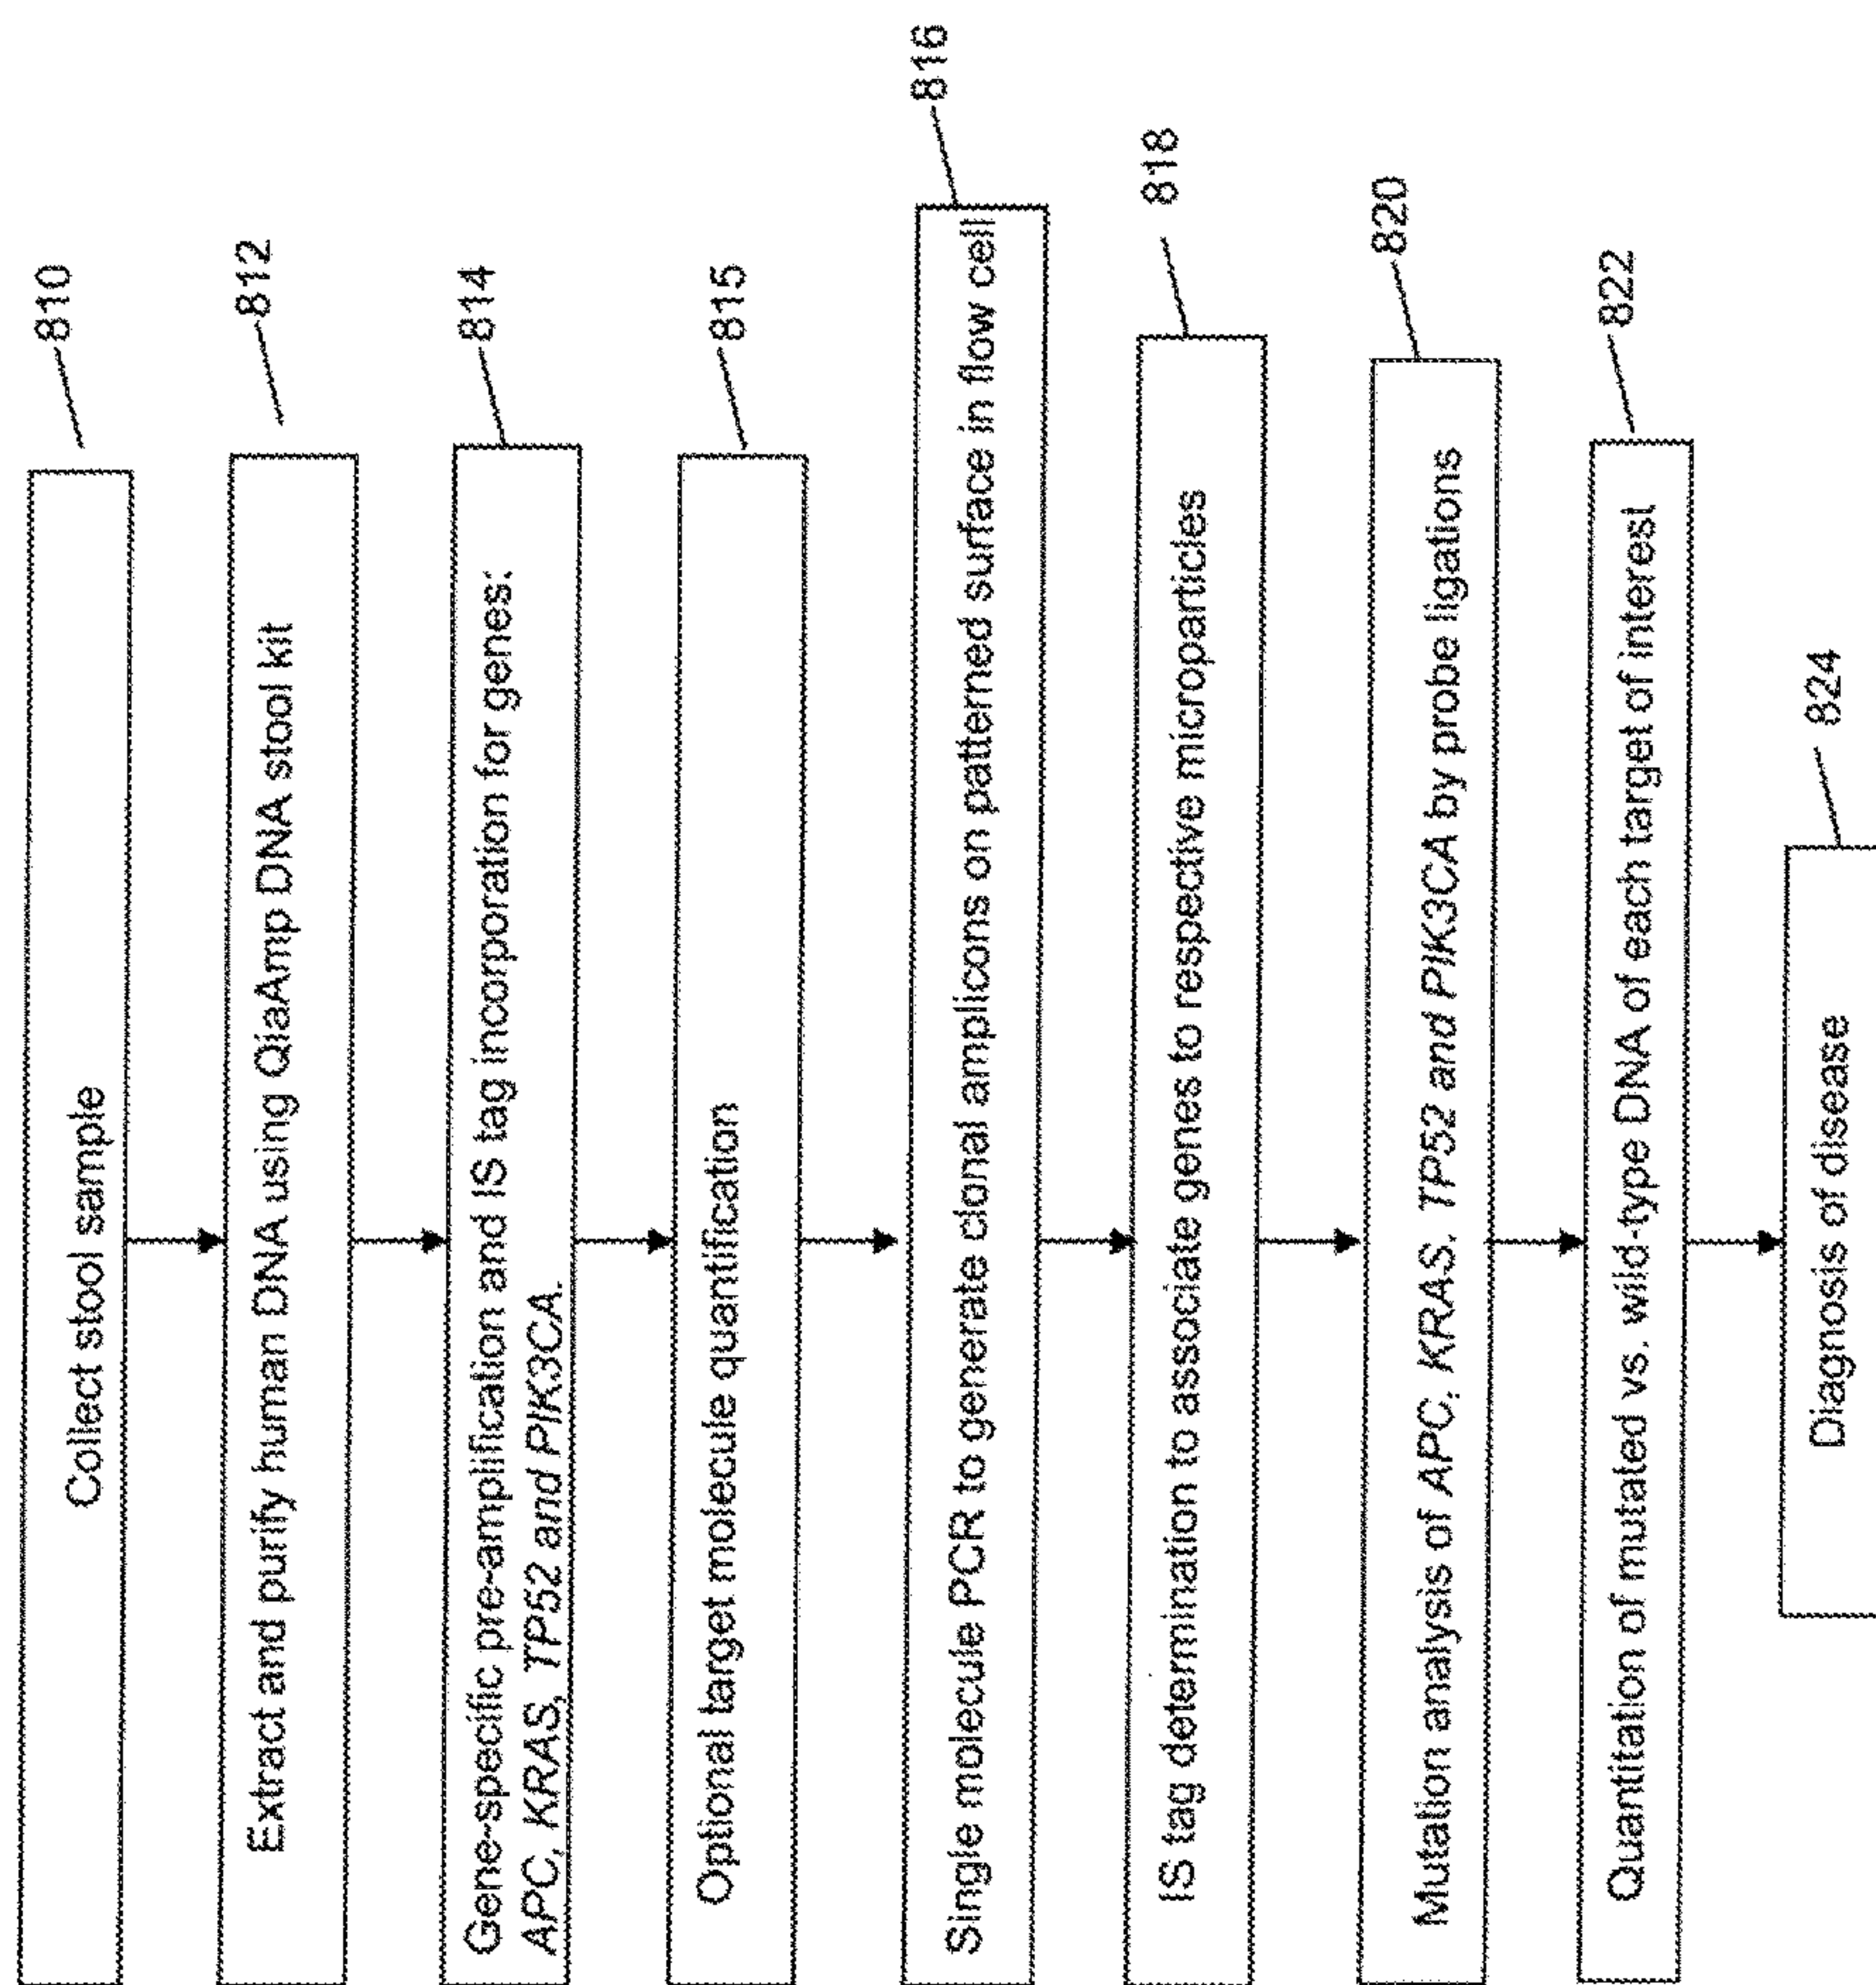 Collect stool sample
810
Extract and purify human DNA using QiaAmp DNA stool kit
812
Gene-specific pre-amplification and IS tag incorporation for genes:
APC, KRAS, TP52 and PIK3CA.
814
Optional target molecule quantification
815
Single molecule PCR to generate clonal amplicons on patterned surface in flow cell
816
IS tag determination to associate genes to respective microparticles
818
Mutation analysis of APC, KRAS. TP52 and PIK3CA by probe ligations
820
Quantitation of mutated vs. wild-type DNA of each target of interest
822
Diagnosis of disease
824